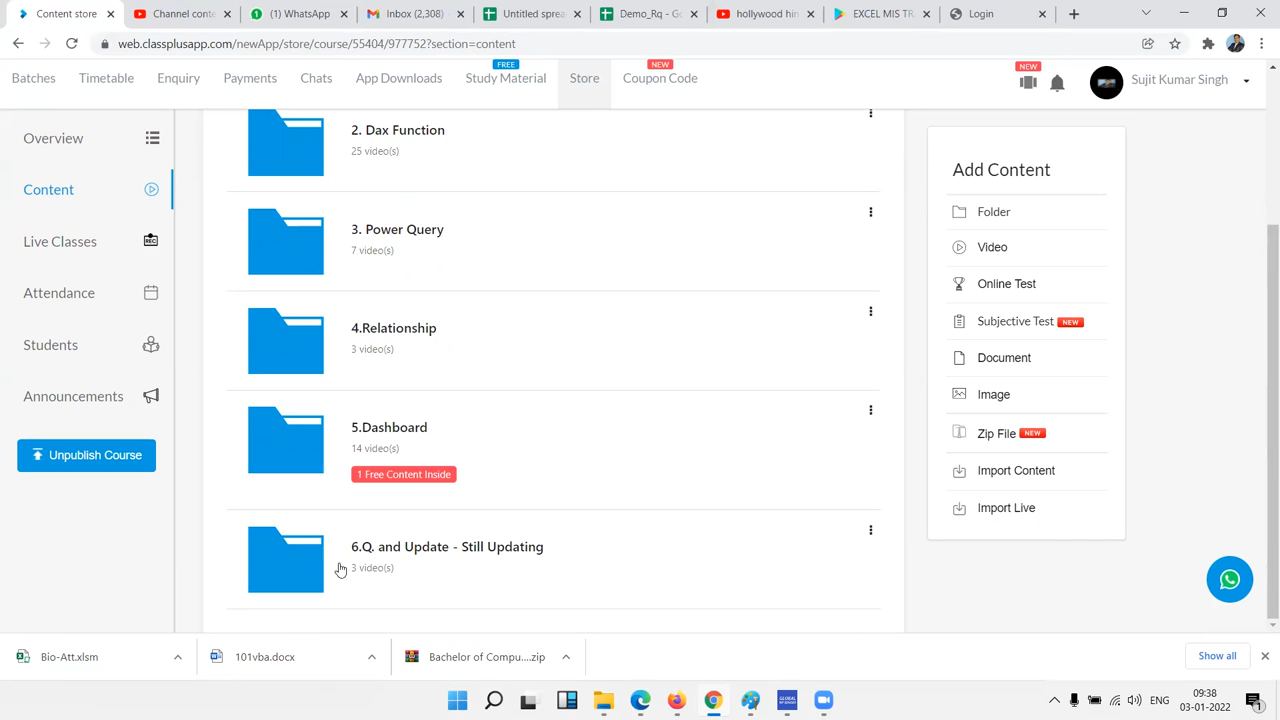 Content store
Channel conte
(1) WhatsApp
Inbox (2,308)
Untitled sprea
Demo_Rq - Go
hollywood hin
EXCEL MIS TR
Login
web.classplusapp.com/newApp/store/course/55404/977752?section=content
FREE
NEW
NEW
Batches
Timetable
Enquiry
Payments
Chats
App Downloads
Study Material
Store
Coupon Code
Sujit Kumar Singh
Overview
Content
Live Classes
REC
Attendance
Students
Announcements
Unpublish Course
2. Dax Function
25 video(s)
3. Power Query
7 video(s)
4.Relationship
3 video(s)
5.Dashboard
14 video(s)
1 Free Content Inside
6.Q. and Update - Still Updating
3 video(s)
Add Content
Folder
Video
Online Test
Subjective Test NEW
Document
Image
Zip File NEW
Import Content
Import Live
Bio-Att.xlsm
101vba.docx
Bachelor of Compu....zip
Show all
ENG
09:38
03-01-2022